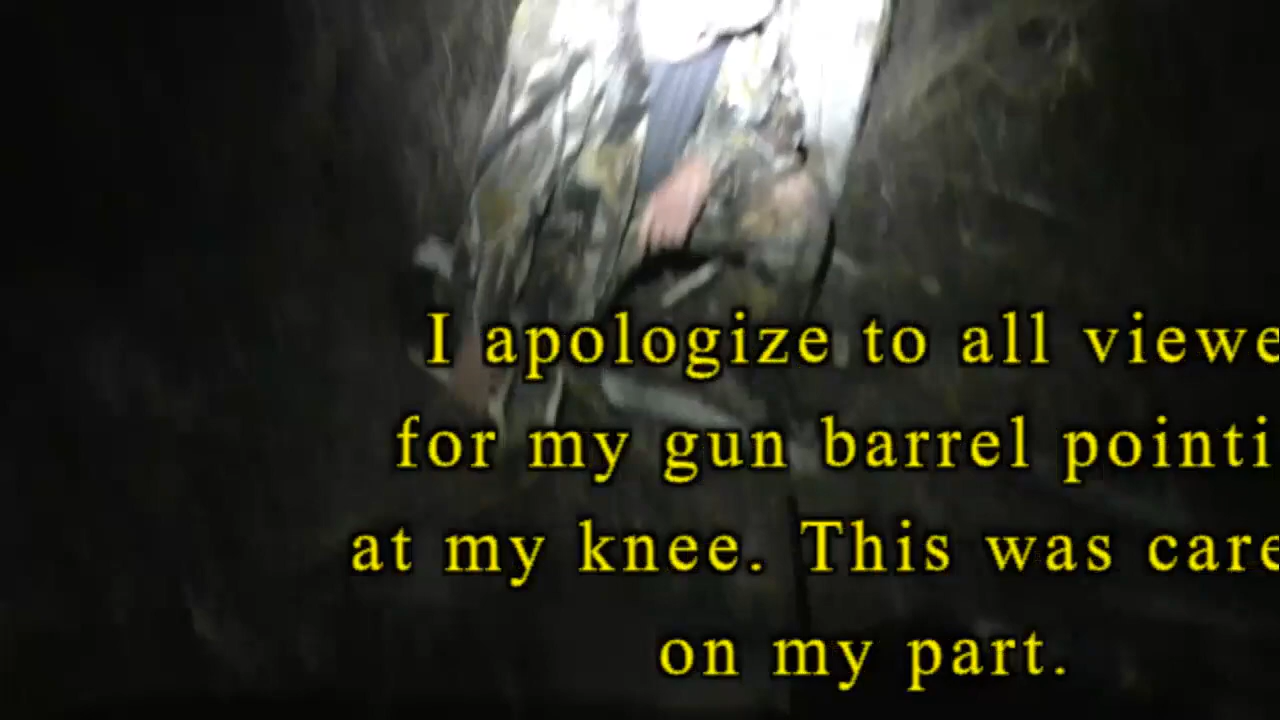 I apologize to all viewe
for my gun barrel pointi
at my knee. This was care
on my part.